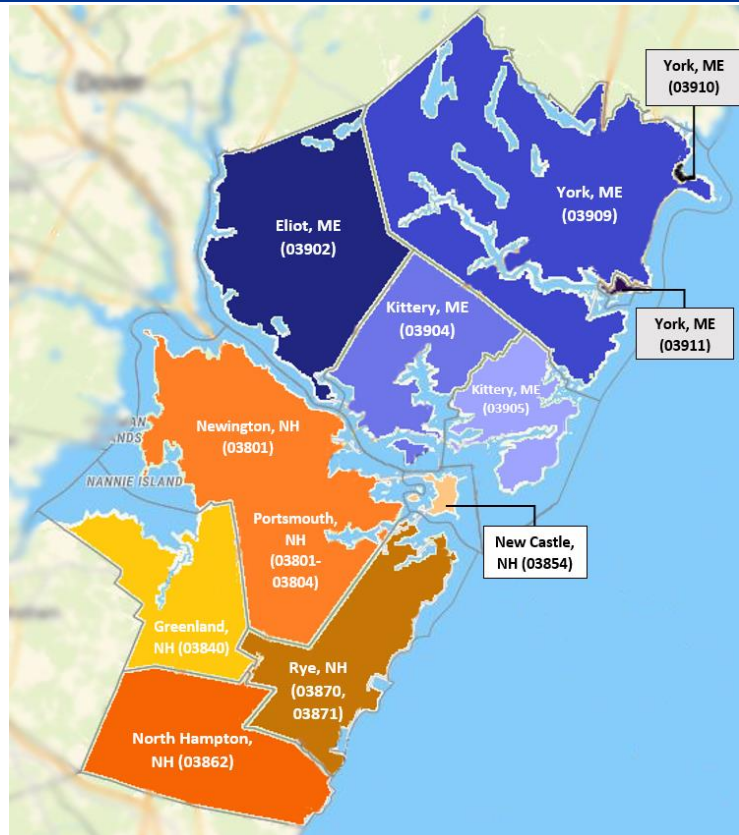 Dover
York, ME
(03910)
York, ME
(03909)
Eliot, ME
(03902)
Kittery, ME
(03904)
York, ME
(03911)
Kittery, ME
(03905)
Newington, NH
(03801)
NANNIE ISLAND
Portsmouth,
NH
(03801-
03804)
New Castle,
NH (03854)
Greenland,
NH (03840)
Rye, NH
(03870,
03871)
North Hampton,
NH (03862)